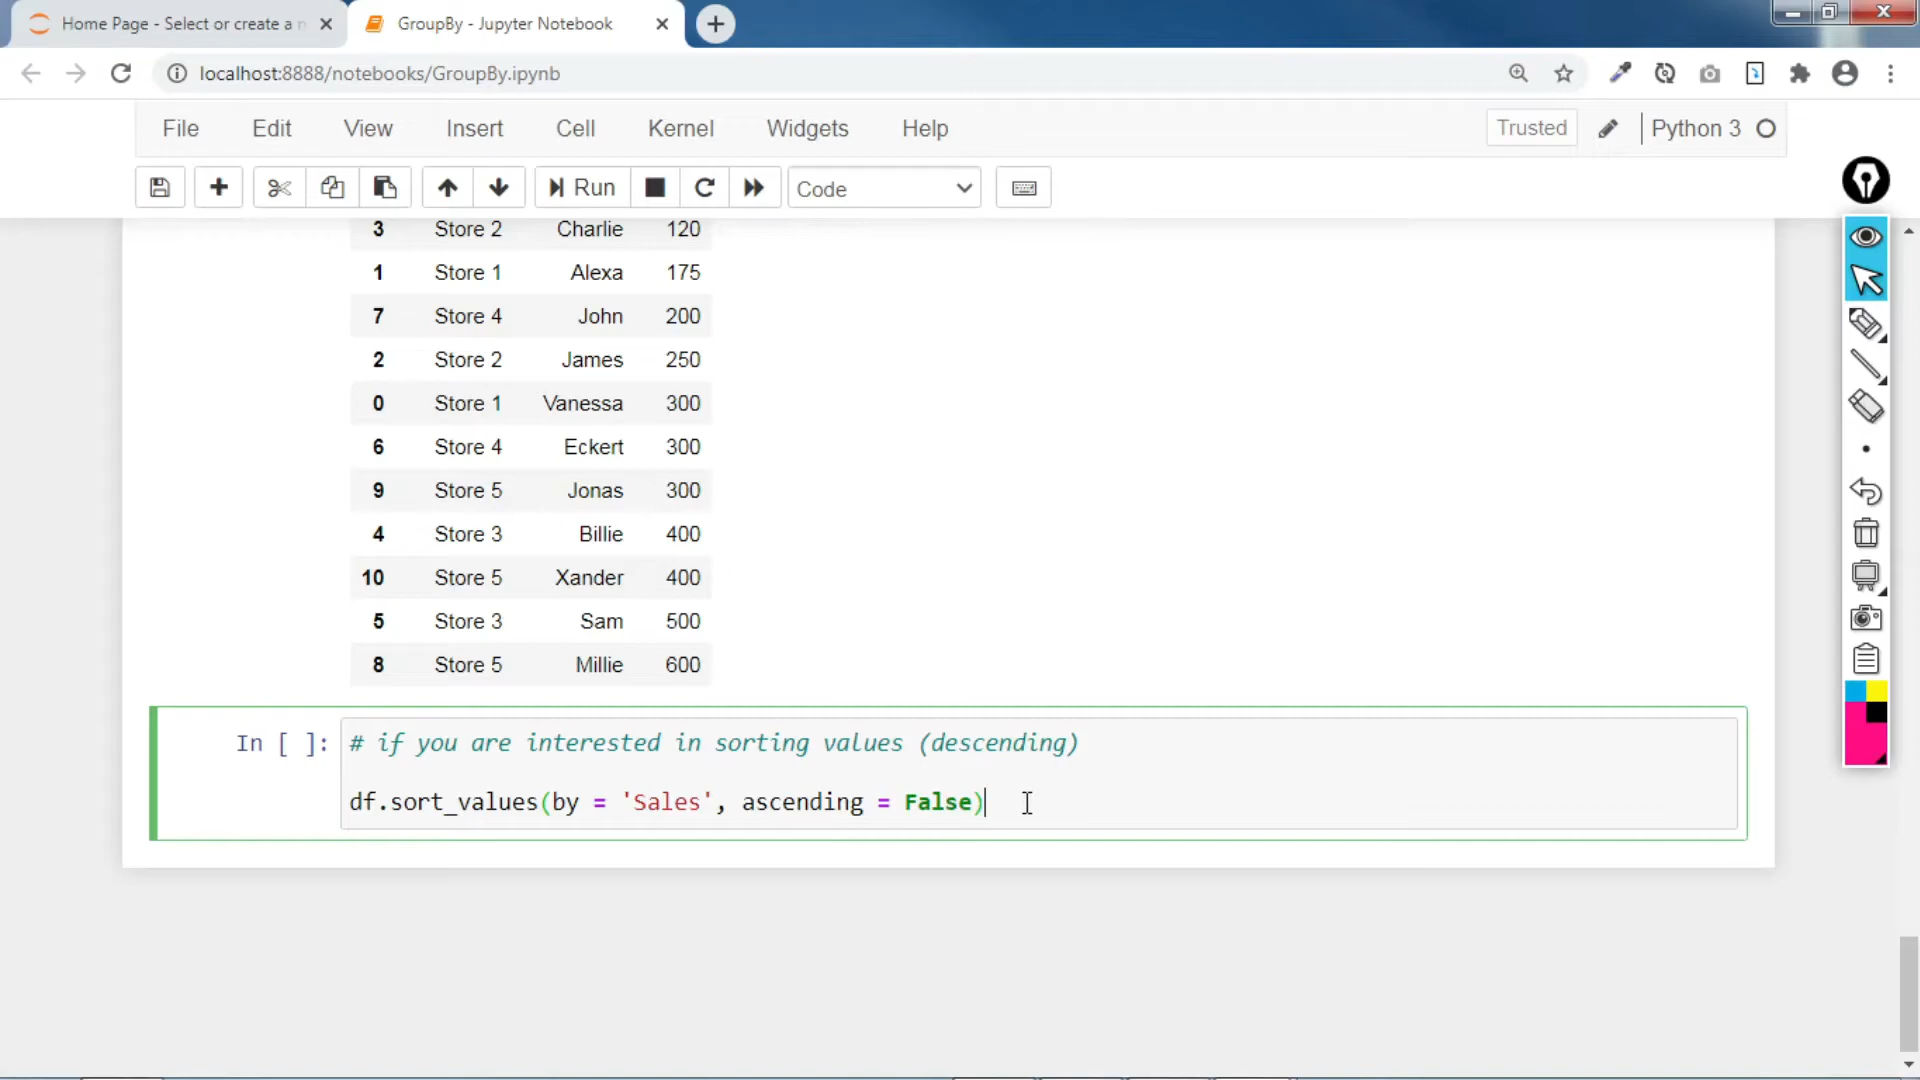 Home Page - Select or create a n
GroupBy - Jupyter Notebook
localhost:8888/notebooks/GroupBy.ipynb
File Edit View Insert Cell Kernel Widgets Help
Trusted
Python 3
Run
Code
3 Store 2 Charlie 120
1 Store 1 Alexa 175
7 Store 4 John 200
2 Store 2 James 250
0 Store 1 Vanessa 300
6 Store 4 Eckert 300
9 Store 5 Jonas 300
4 Store 3 Billie 400
10 Store 5 Xander 400
5 Store 3 Sam 500
8 Store 5 Millie 600
In [ ]: # if you are interested in sorting values (descending)
df.sort_values(by = 'Sales', ascending = False)